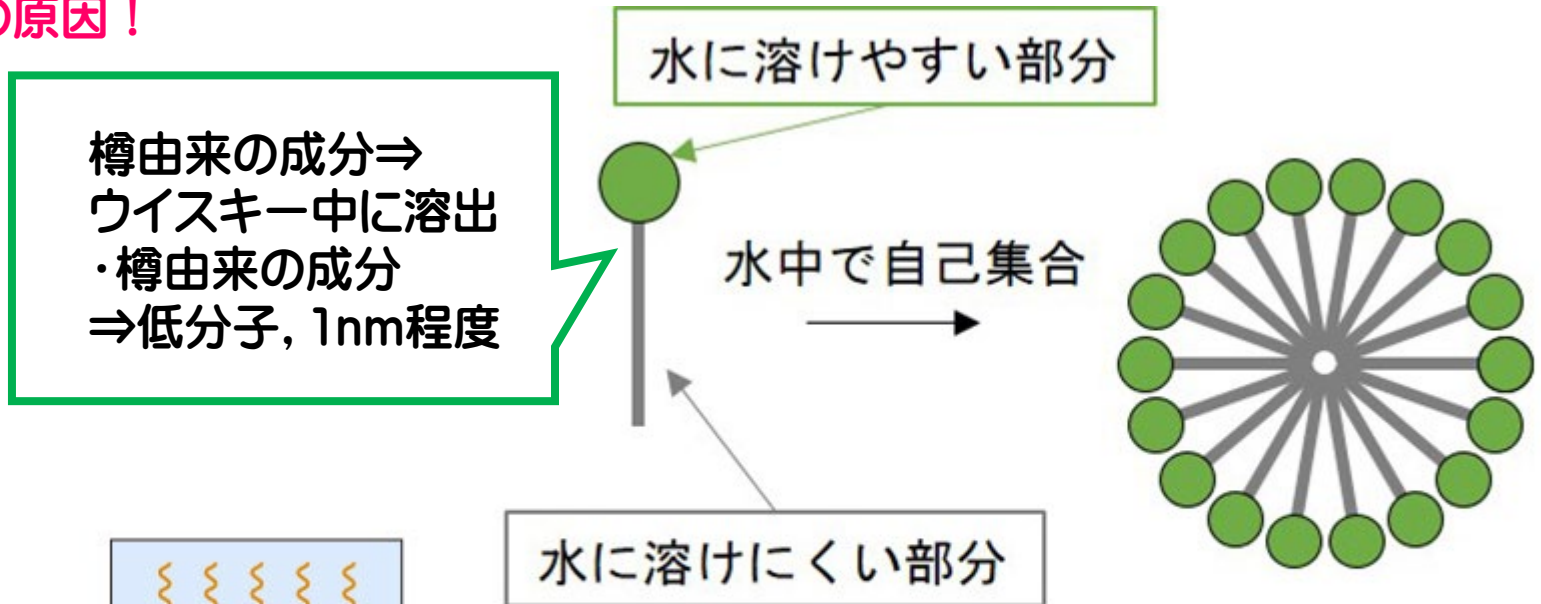 の原因！
水に溶けやすい部分
樽由来の成分⇒
ウイスキー中に溶出
・樽由来の成分
⇒低分子, 1nm程度
水中で自己集合
水に溶けにくい部分